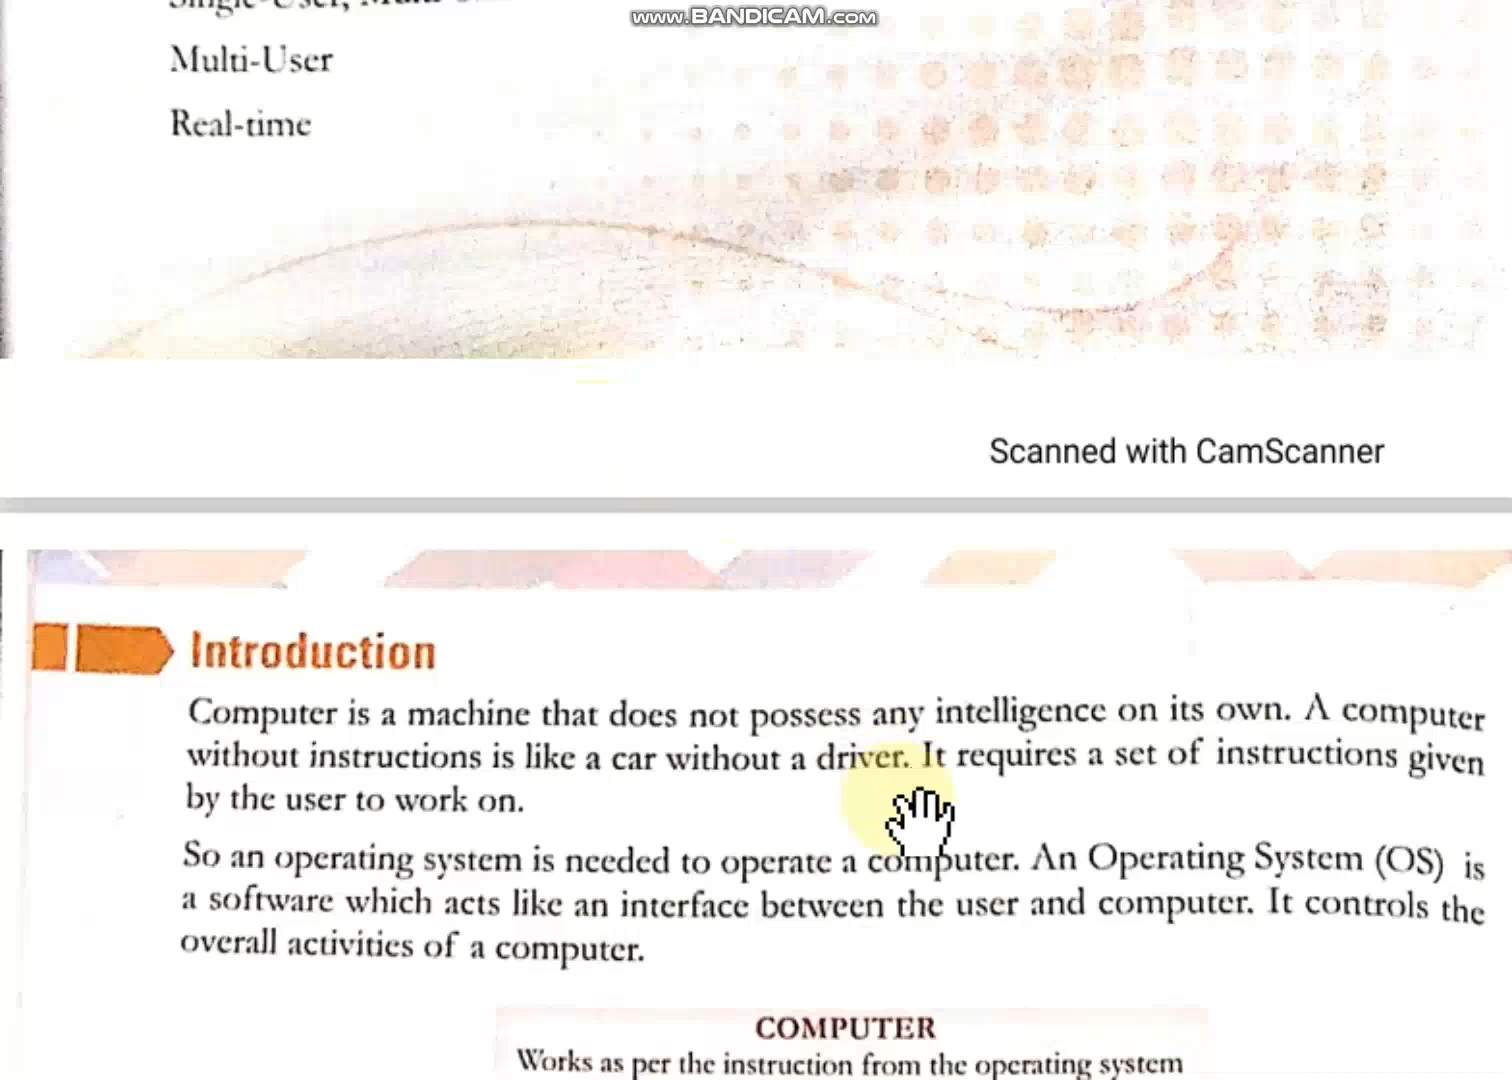 www.BANDICAM.com
Single-User,
Multi-User
Real-time
Scanned with CamScanner
Introduction
Computer is a machine that does not possess any intelligence on its own. A computer
without instructions is like a car without a driver. It requires a set of instructions given
by the user to work on.
So an operating system is needed to operate a computer. An Operating System (OS) is
a software which acts like an interface between the user and computer. It controls the
overall activities of a computer.
COMPUTER
Works as per the instruction from the operating system